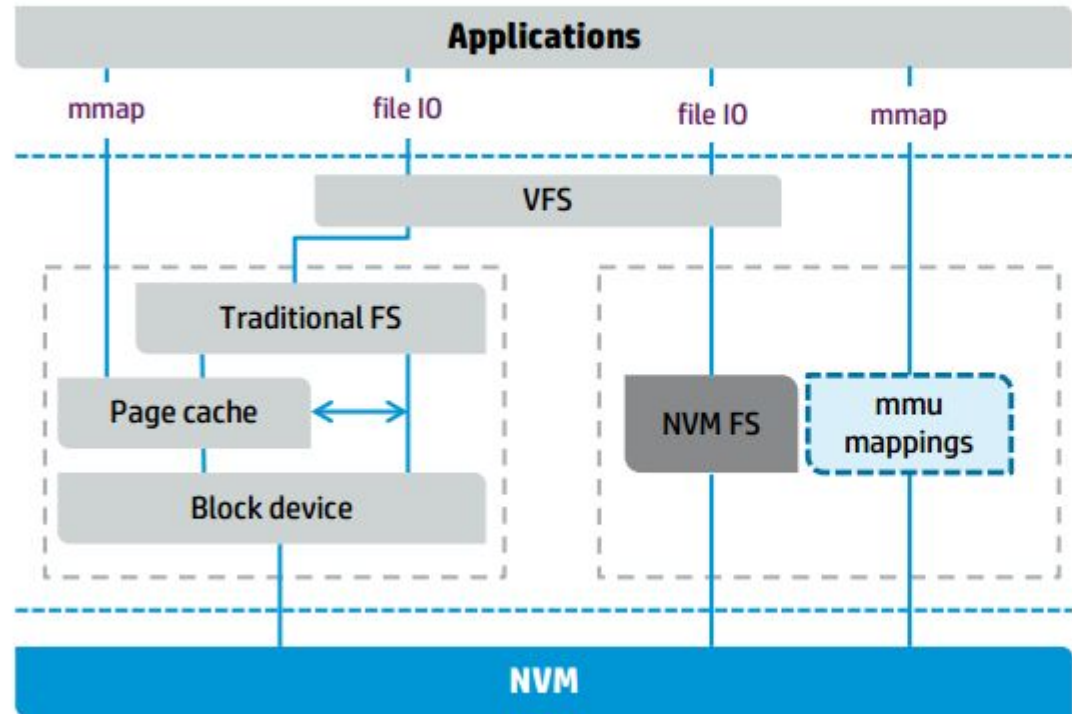 Applications
mmap
file IO
file IO
mmap
VFS
Traditional FS
Page cache
Block device
NVM FS
mmu
mappings
NVM